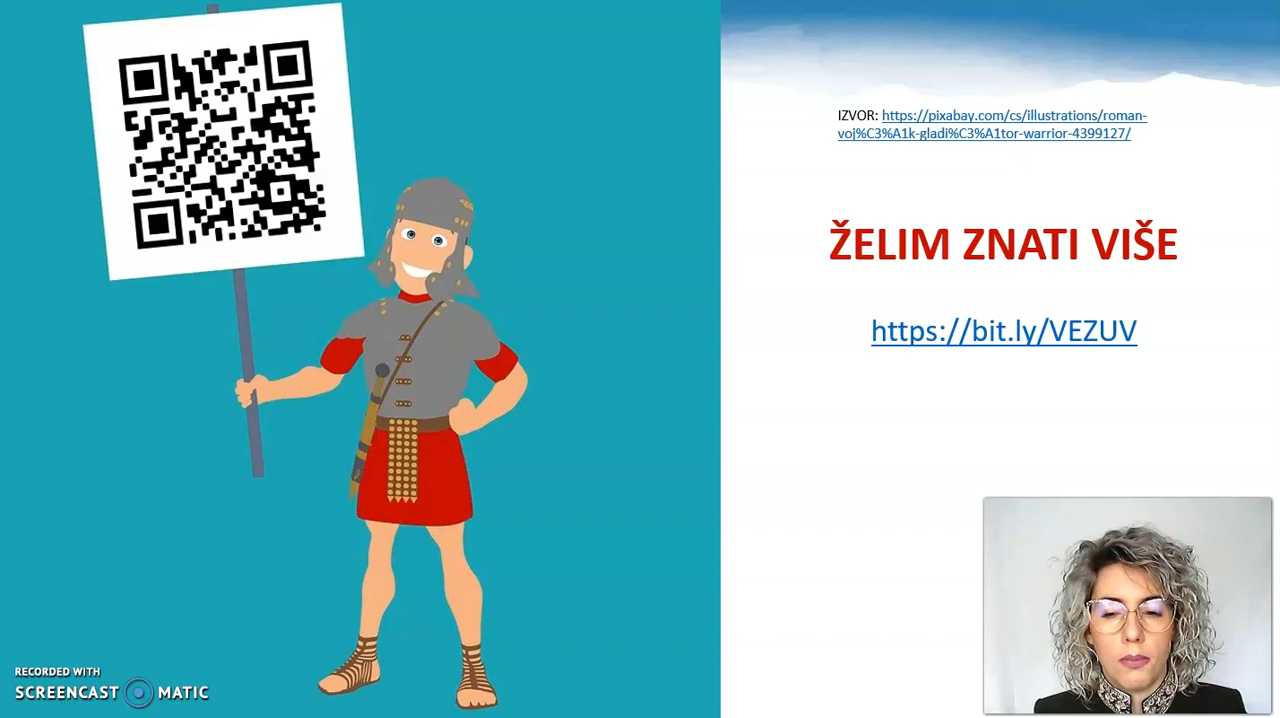 IZVOR: https://pixabay.com/cs/illustrations/roman-
voj%C3%A1k-gladi%C3%A1tor-warrior-4399127/
ŽELIM ZNATI VIŠE
https://bit.ly/VEZUV
RECORDED WITH
SCREENCAST MATIC